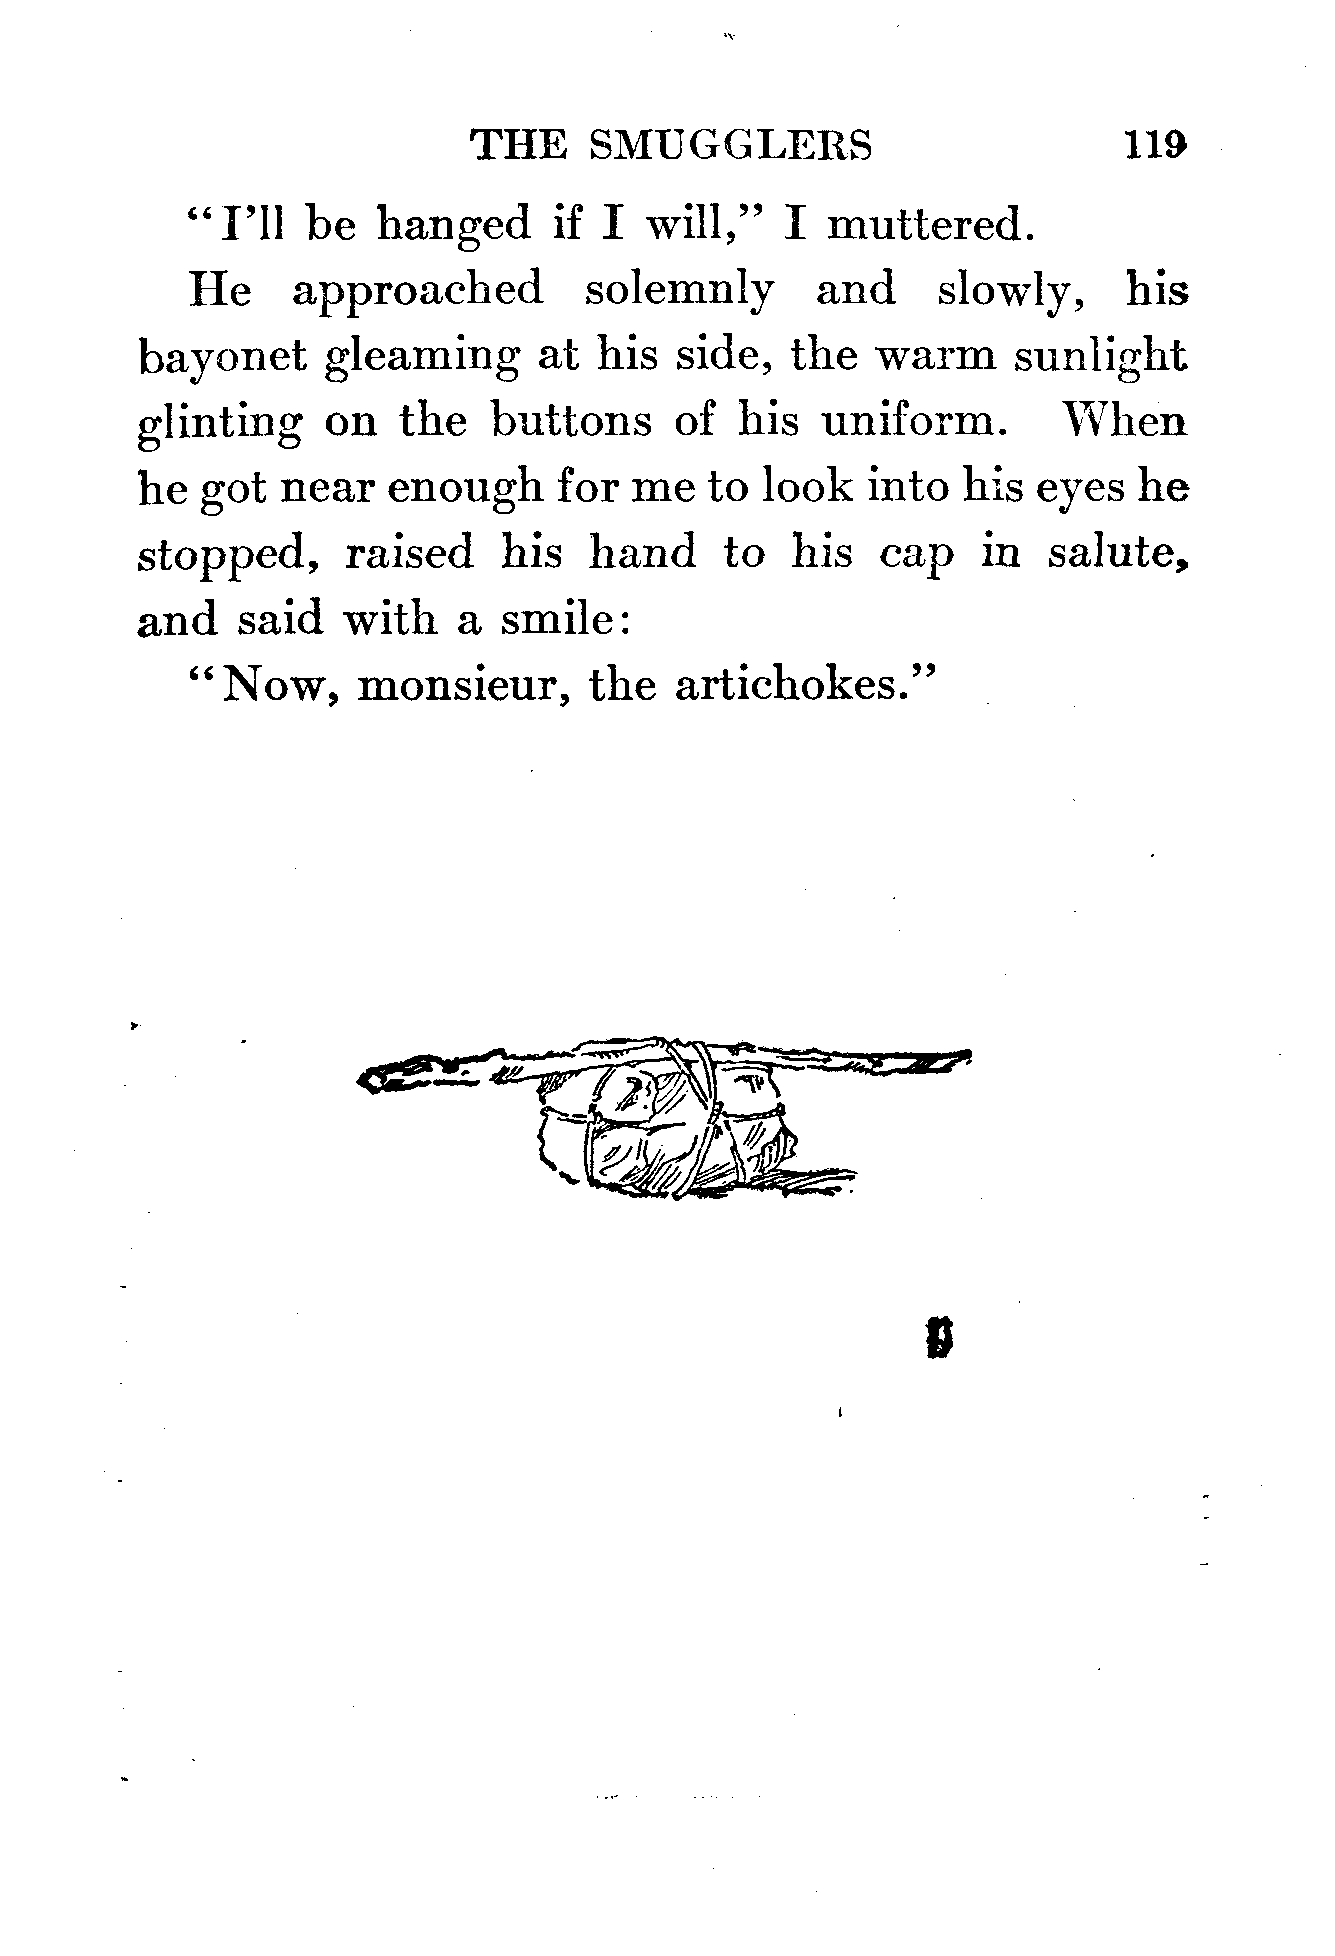 THE SMUGGLERS 119
“I’ll be hanged if I will,” I muttered.
He approached solemnly and slowly, his
bayonet gleaming at his side, the warm sunlight
glinting on the buttons of his uniform. When
he got near enough for me to look into his eyes he
stopped, raised his hand to his cap in salute,
and said with a smile:
“Now, monsieur, the artichokes.”